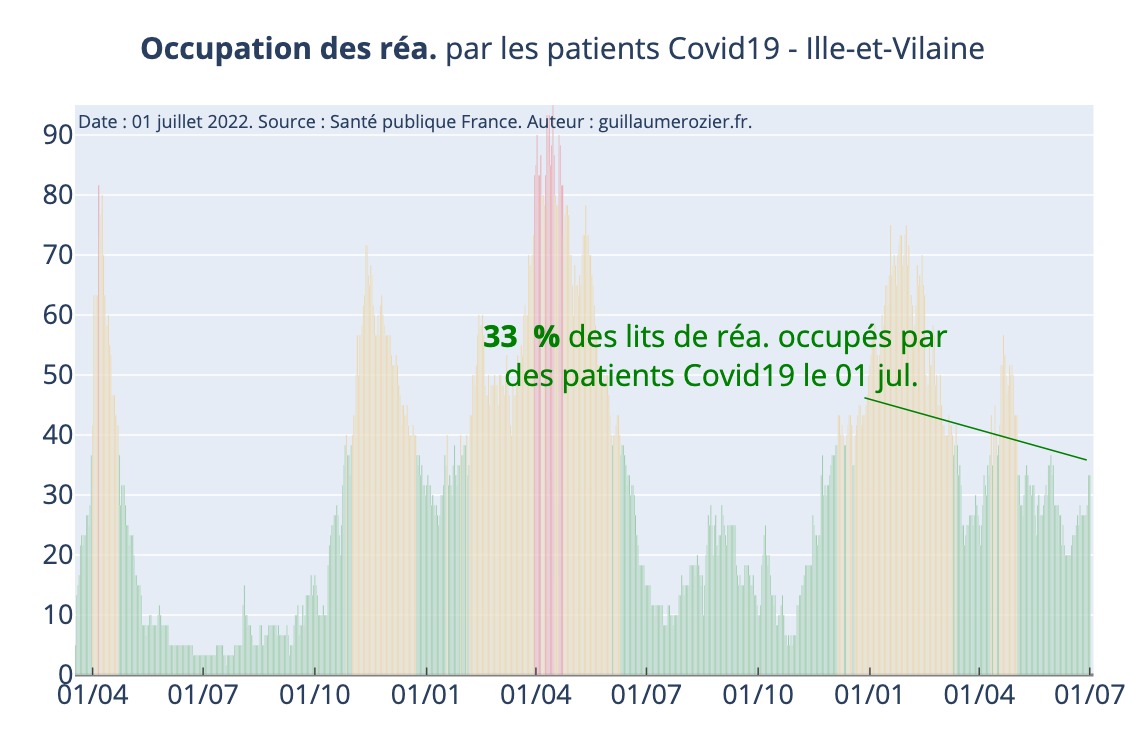 Occupation des réa. par les patients Covid19 - Ille-et-Vilaine
Date : 01 juillet 2022. Source : Santé publique France. Auteur : guillaumerozier.fr.
90
80
70
60
33 % des lits de réa. occupés par
des patients Covid19 le 01 jul.
50
40
30
20
10
0
01/04 01/07 01/10 01/01 01/04 01/07 01/10 01/01 01/04 01/07